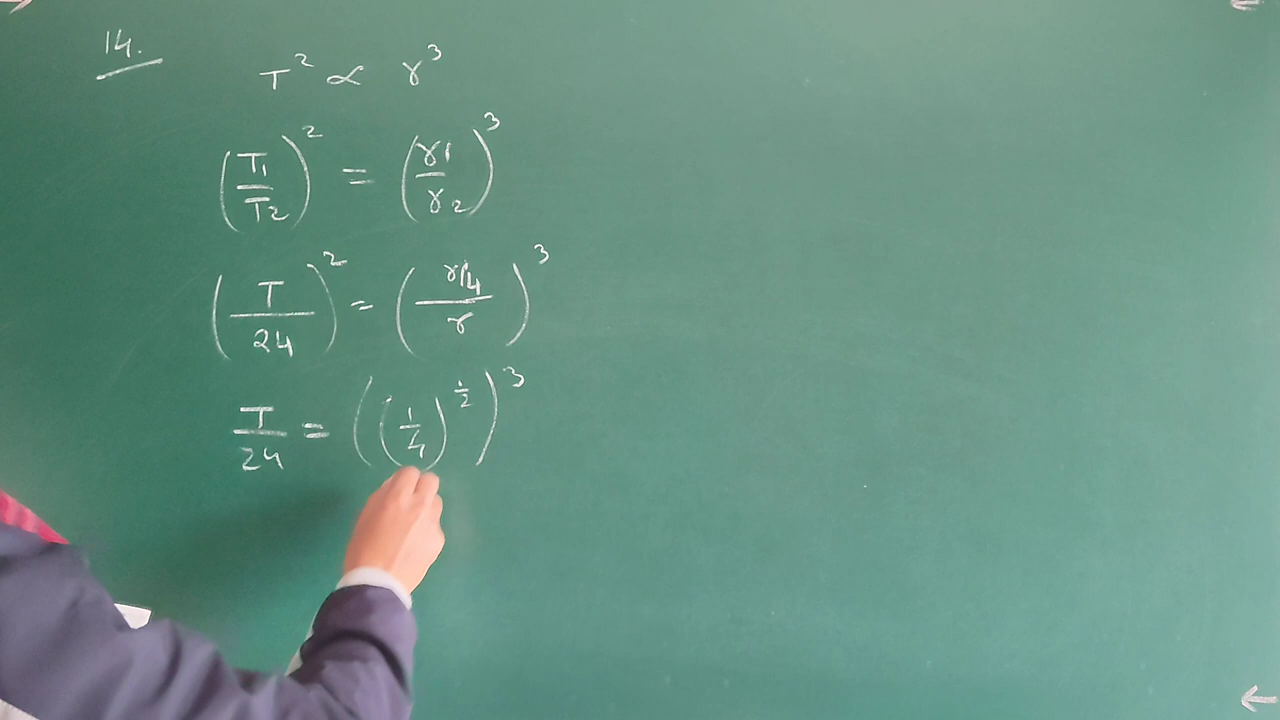 14.
T² ∝ r³
(T1/T2)² = (r1/r2)³
(T/24)² = ((r/4)/r)³
T/24 = ((1/4)^(1/2))³